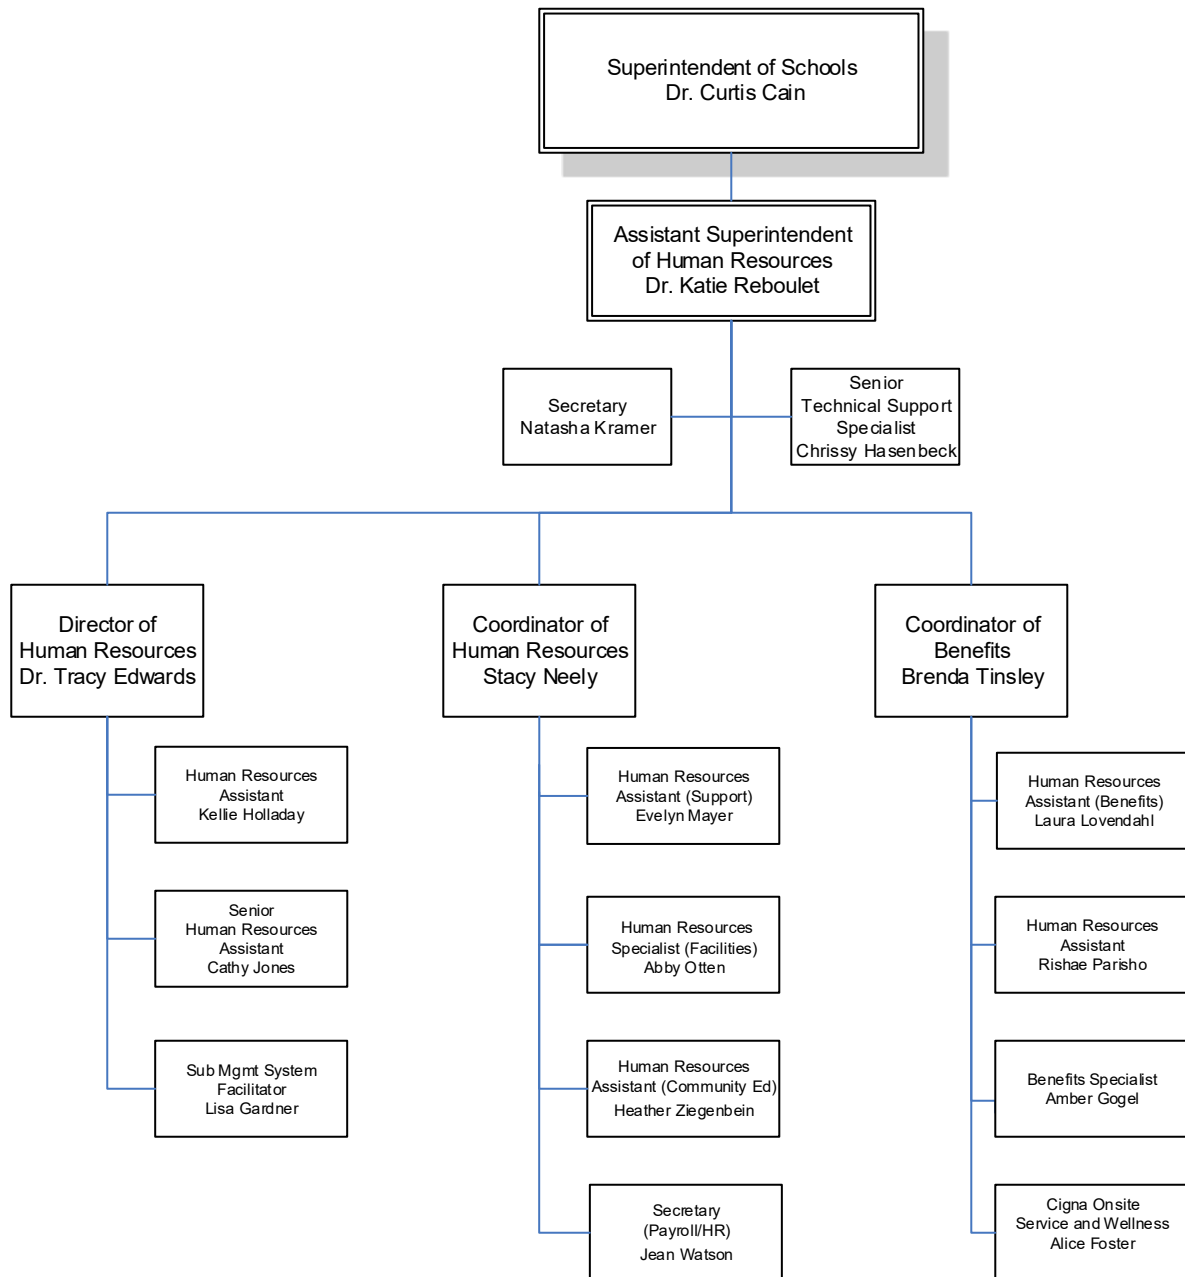 Superintendent of Schools
Dr. Curtis Cain
Assistant Superintendent
of Human Resources
Dr. Katie Reboulet
Secretary
Natasha Kramer
Senior
Technical Support
Specialist
Chrissy Hasenbeck
Director of
Human Resources
Dr. Tracy Edwards
Human Resources
Assistant
Kellie Holladay
Senior
Human Resources
Assistant
Cathy Jones
Sub Mgmt System
Facilitator
Lisa Gardner
Coordinator of
Human Resources
Stacy Neely
Human Resources
Assistant (Support)
Evelyn Mayer
Human Resources
Specialist (Facilities)
Abby Otten
Human Resources
Assistant (Community Ed)
Heather Ziegenbein
Secretary
(Payroll/HR)
Jean Watson
Coordinator of
Benefits
Brenda Tinsley
Human Resources
Assistant (Benefits)
Laura Lovendahl
Human Resources
Assistant
Rishae Parisho
Benefits Specialist
Amber Gogel
Cigna Onsite
Service and Wellness
Alice Foster